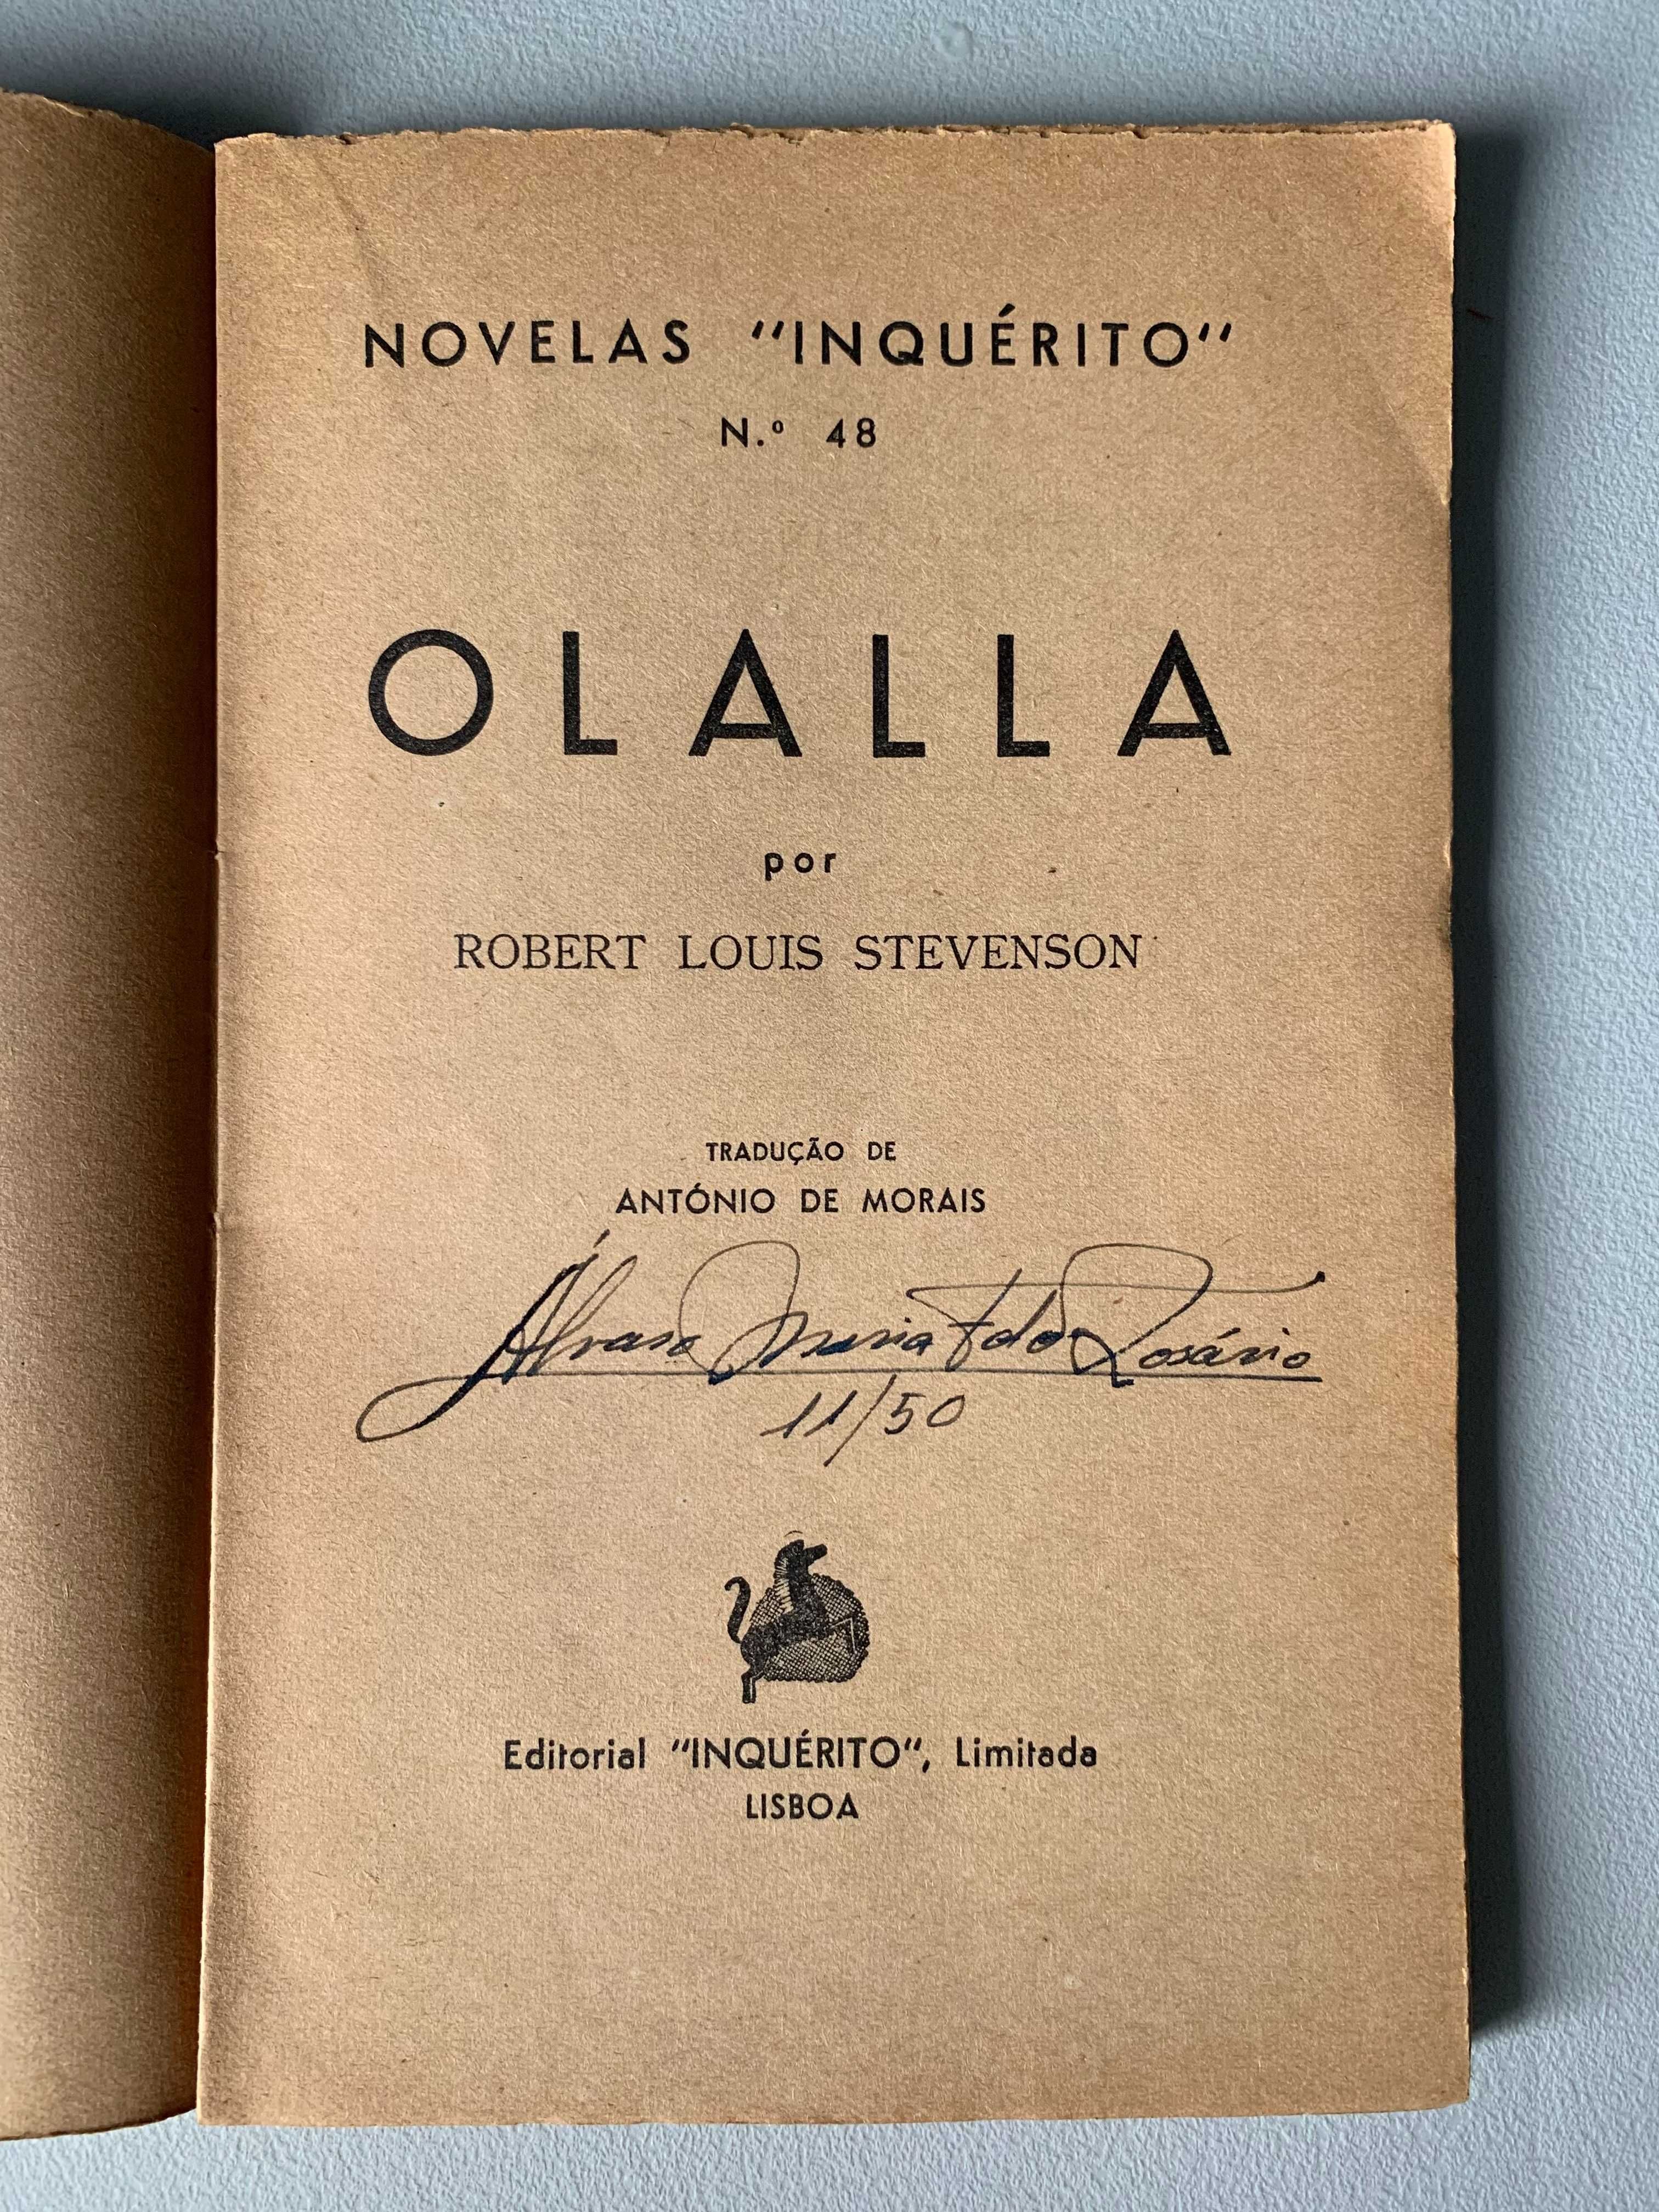 NOVELAS "INQUÉRITO"
N.º 48
OLALLA
por
ROBERT LOUIS STEVENSON
TRADUÇÃO DE
ANTÓNIO DE MORAIS
Álvaro Maria F do Rosário
11/50
Editorial "INQUÉRITO", Limitada
LISBOA